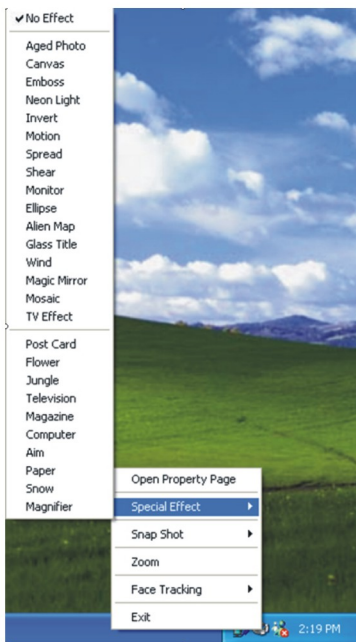 No Effect
Aged Photo
Canvas
Emboss
Neon Light
Invert
Motion
Spread
Shear
Monitor
Ellipse
Alien Map
Glass Title
Wind
Magic Mirror
Mosaic
TV Effect
Post Card
Flower
Jungle
Television
Magazine
Computer
Aim
Paper
Snow
Magnifier
Open Property Page
Special Effect
Snap Shot
Zoom
Face Tracking
Exit
2:19 PM